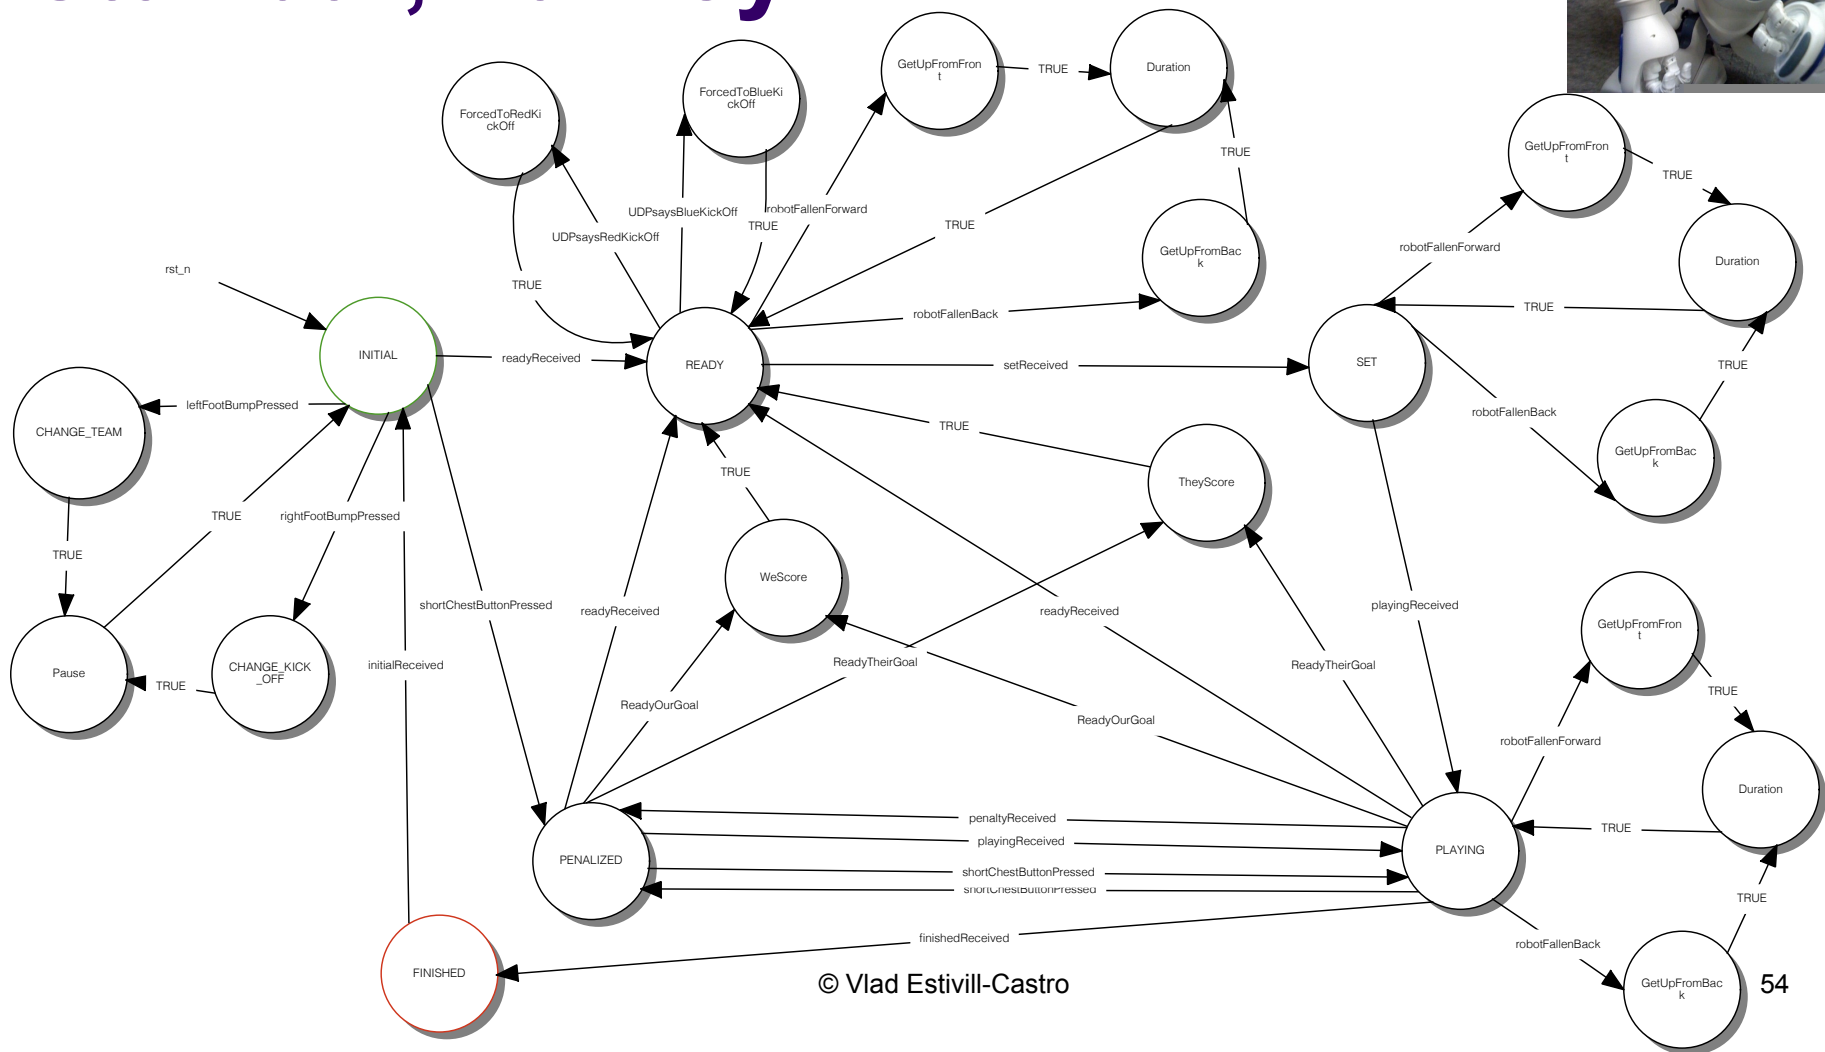 ForcedToRedKi
ckOff
ForcedToBlueKi
ckOff
GetUpFromFron
t
TRUE
Duration
TRUE
GetUpFromFron
t
TRUE
UDPsaysBlueKickOff
robotFallenForward
TRUE
TRUE
UDPsaysRedKickOff
GetUpFromBac
k
robotFallenForward
Duration
rst_n
TRUE
robotFallenBack
TRUE
INITIAL
readyReceived
READY
setReceived
SET
TRUE
leftFootBumpPressed
CHANGE_TEAM
TRUE
robotFallenBack
GetUpFromBac
k
TRUE
TheyScore
TRUE
rightFootBumpPressed
TRUE
WeScore
shortChestButtonPressed
readyReceived
readyReceived
playingReceived
GetUpFromFron
t
initialReceived
ReadyTheirGoal
ReadyTheirGoal
Pause
TRUE
CHANGE_KICK
_OFF
TRUE
ReadyOurGoal
ReadyOurGoal
robotFallenForward
Duration
penaltyReceived
TRUE
playingReceived
PENALIZED
PLAYING
shortChestButtonPressed
shortChestButtonPressed
TRUE
finishedReceived
robotFallenBack
FINISHED
© Vlad Estivill-Castro
GetUpFromBac
k
54